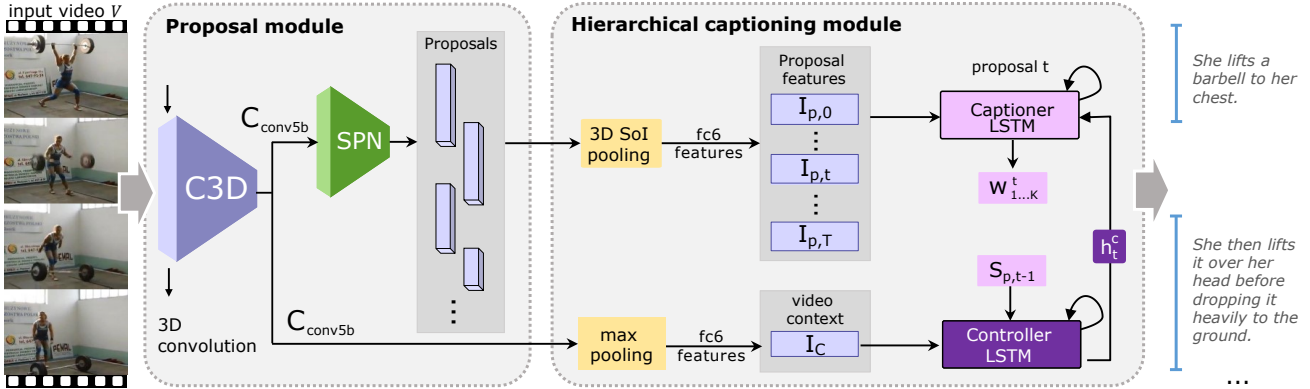 input video V
Proposal module
C3D
3D
convolution
C_conv5b
SPN
Proposals
C_conv5b
Hierarchical captioning module
3D SoI
pooling
fc6
features
Proposal
features
I_p,0
I_p,t
I_p,T
proposal t
Captioner
LSTM
W^t_1...K
h^c_t
S_p,t-1
max
pooling
fc6
features
video
context
I_C
Controller
LSTM
She lifts a
barbell to her
chest.
She then lifts
it over her
head before
dropping it
heavily to the
ground.
...